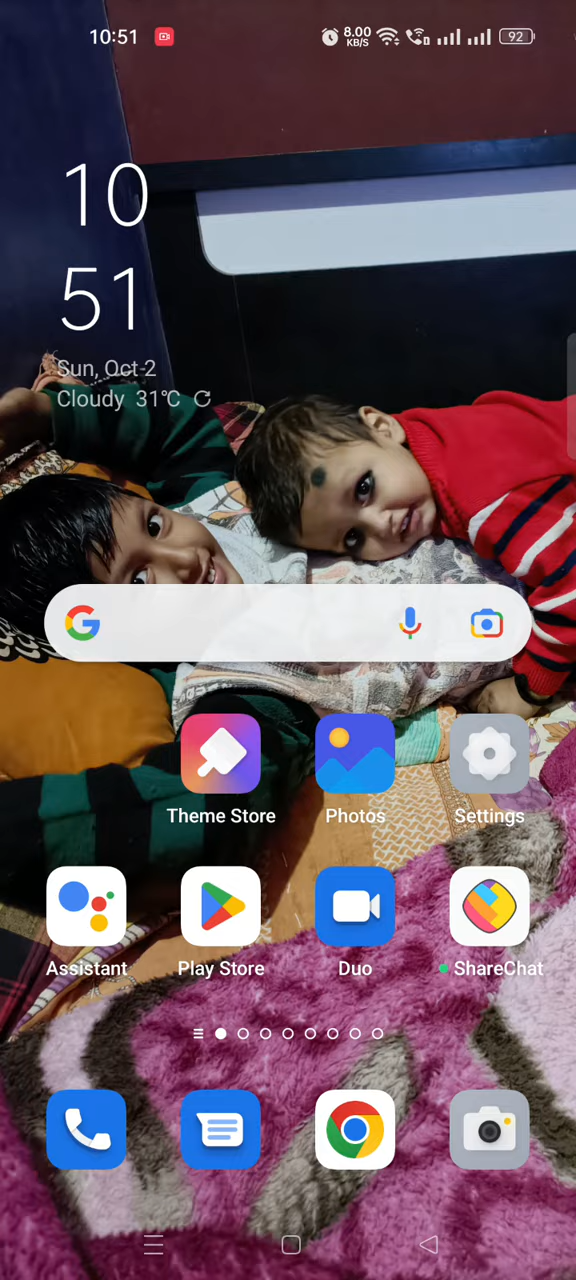 10:51
8.00
KB/S
92
10
51
Sun, Oct-2
Cloudy 31°C
Theme Store
Photos
Settings
Assistant
Play Store
Duo
ShareChat